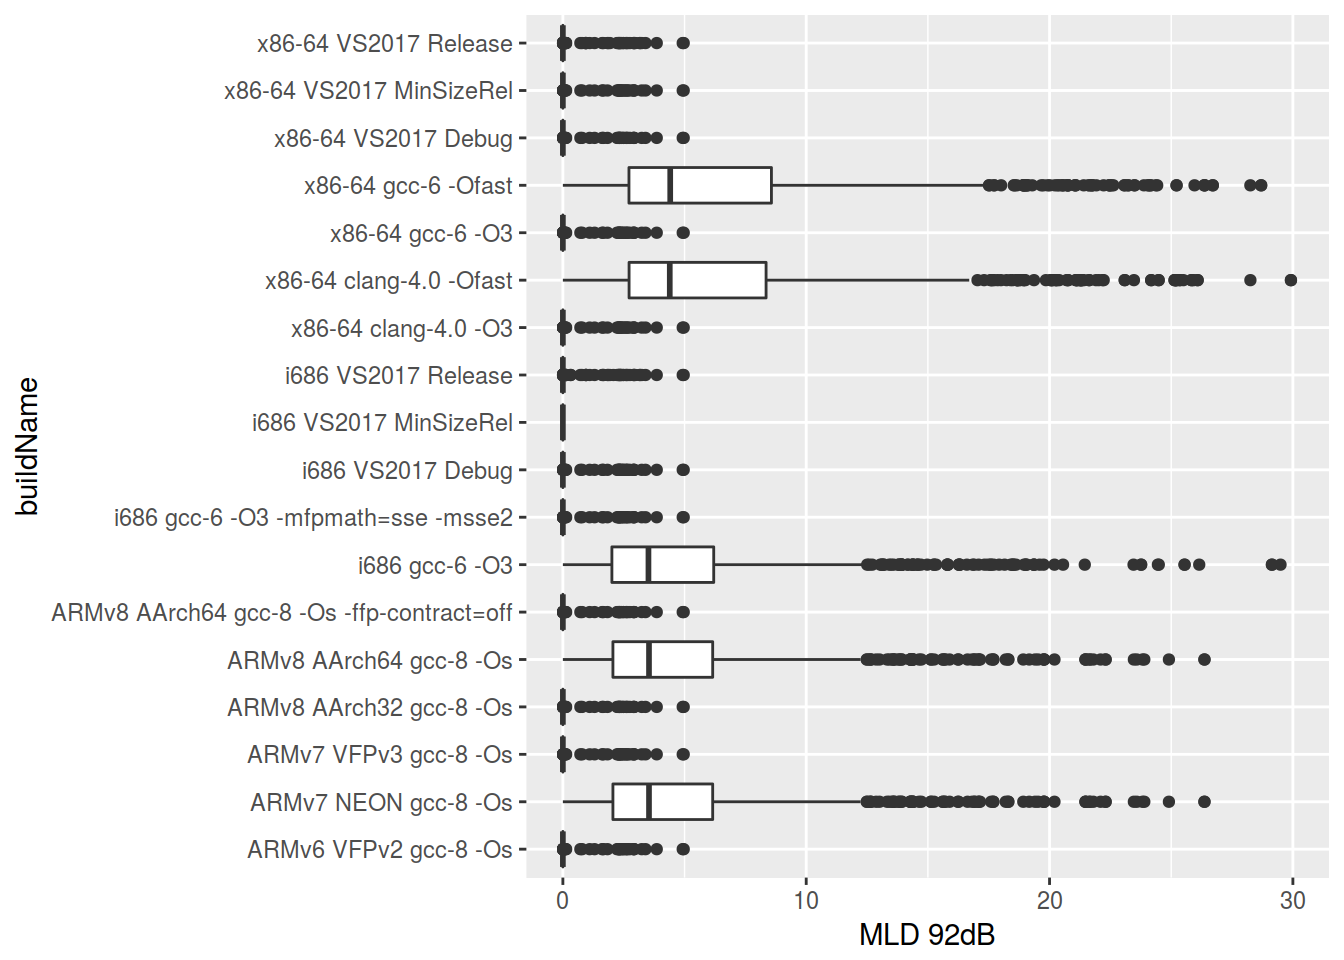 x86-64 VS2017 Release
x86-64 VS2017 MinSizeRel
x86-64 VS2017 Debug
x86-64 gcc-6 -Ofast
x86-64 gcc-6 -O3
x86-64 clang-4.0 -Ofast
x86-64 clang-4.0 -O3
i686 VS2017 Release
i686 VS2017 MinSizeRel
i686 VS2017 Debug
i686 gcc-6 -O3 -mfpmath=sse -msse2
i686 gcc-6 -O3
ARMv8 AArch64 gcc-8 -Os -ffp-contract=off
ARMv8 AArch64 gcc-8 -Os
ARMv8 AArch32 gcc-8 -Os
ARMv7 VFPv3 gcc-8 -Os
ARMv7 NEON gcc-8 -Os
ARMv6 VFPv2 gcc-8 -Os
buildName
0 10 20 30
MLD 92dB